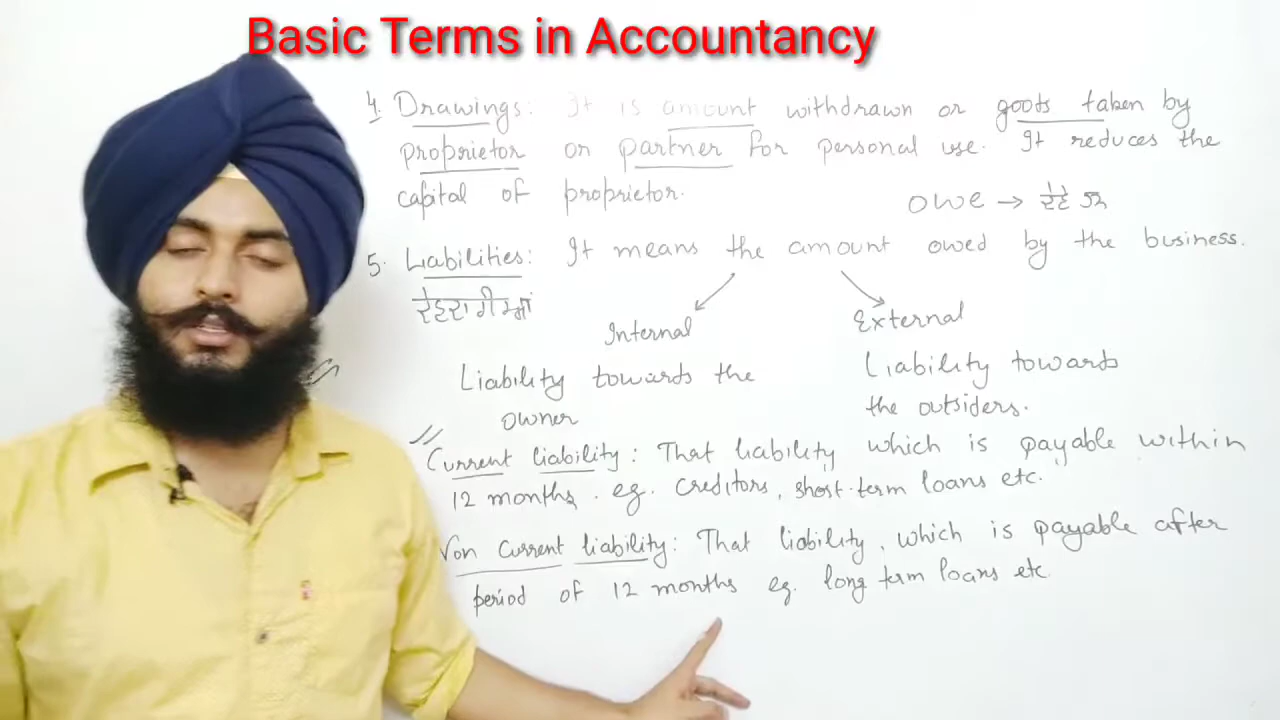 Basic Terms in Accountancy
4. Drawings: It is amount withdrawn or goods taken by
proprietor or partner for personal use. It reduces the
capital of proprietor.
owe → ਦੇਣੇ ਹਨ
5. Liabilities: It means the amount owed by the business.
ਦੇਣਦਾਰੀਆਂ
Internal
External
Liability towards the
owner
Liability towards
the outsiders.
Current liability: That liability which is payable within
12 months. eg. creditors, short-term loans etc.
Non current liability: That liability, which is payable after
period of 12 months eg. long term loans etc